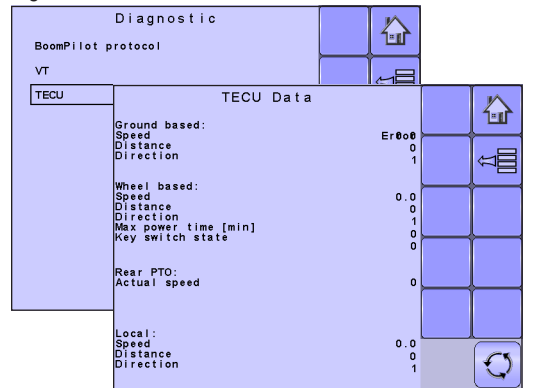 Diagnostic
BoomPilot protocol
VT
TECU
TECU Data
Ground based:
Speed
Distance 0
Direction 1
Wheel based:
Speed 0.0
Distance 0
Direction 1
Max power time [min] 0
Key switch state 0
Rear PTO:
Actual speed 0
Local:
Speed 0.0
Distance 0
Direction 1